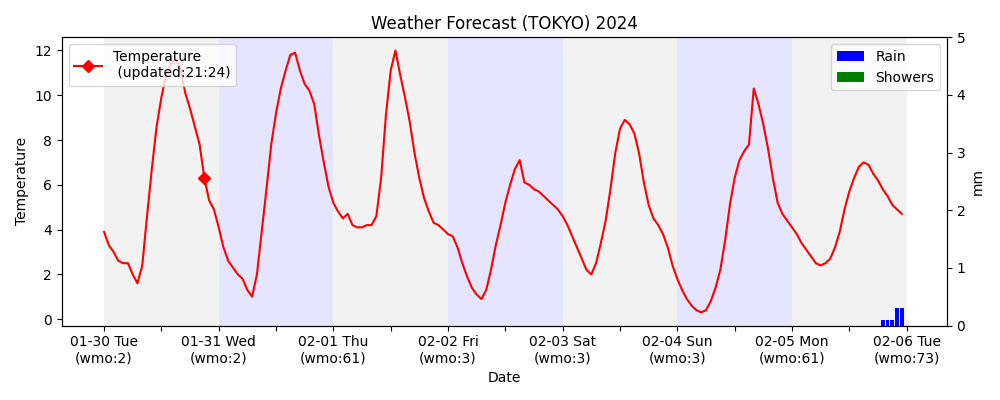 Weather Forecast (TOKYO) 2024
Temperature
(updated:21:24)
Rain
Showers
Temperature
12
10
8
6
4
2
0
5
4
3
2
1
0
mm
01-30 Tue
(wmo:2)
01-31 Wed
(wmo:2)
02-01 Thu
(wmo:61)
02-02 Fri
(wmo:3)
02-03 Sat
(wmo:3)
02-04 Sun
(wmo:3)
02-05 Mon
(wmo:61)
02-06 Tue
(wmo:73)
Date